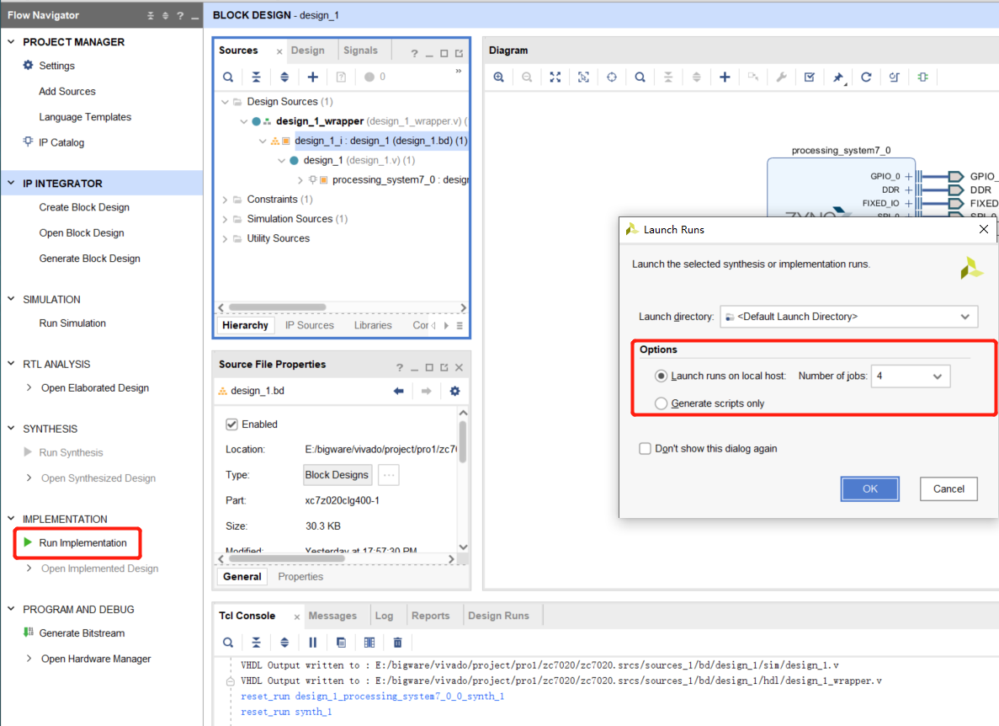 Flow Navigator
?
PROJECT MANAGER
Settings
Add Sources
Language Templates
IP Catalog
IP INTEGRATOR
Create Block Design
Open Block Design
Generate Block Design
SIMULATION
Run Simulation
RTL ANALYSIS
Open Elaborated Design
SYNTHESIS
Run Synthesis
Open Synthesized Design
IMPLEMENTATION
Run Implementation
Open Implemented Design
PROGRAM AND DEBUG
Generate Bitstream
Open Hardware Manager
BLOCK DESIGN - design_1
Sources Design Signals ?
0
Design Sources (1)
design_1_wrapper (design_1_wrapper.v) (
design_1_i : design_1 (design_1.bd) (1)
design_1 (design_1.v) (1)
processing_system7_0 : design
Constraints (1)
Simulation Sources (1)
Utility Sources
Hierarchy IP Sources Libraries Cor
Source File Properties ?
design_1.bd
Enabled
Location: E:/bigware/vivado/project/pro1/zc7
Type: Block Designs ...
Part: xc7z020clg400-1
Size: 30.3 KB
Modified: Yesterday at 17:57:30 PM
General Properties
Diagram
processing_system7_0
GPIO_0 GPIO_
DDR DDR
FIXED_IO FIXED
SPI_0 SPI_0
ZYNQ
Launch Runs
Launch the selected synthesis or implementation runs.
Launch directory: <Default Launch Directory>
Options
Launch runs on local host: Number of jobs: 4
Generate scripts only
Don't show this dialog again
OK Cancel
Tcl Console Messages Log Reports Design Runs
VHDL Output written to : E:/bigware/vivado/project/pro1/zc7020/zc7020.srcs/sources_1/bd/design_1/sim/design_1.v
VHDL Output written to : E:/bigware/vivado/project/pro1/zc7020/zc7020.srcs/sources_1/bd/design_1/hdl/design_1_wrapper.v
reset_run design_1_processing_system7_0_0_synth_1
reset_run synth_1